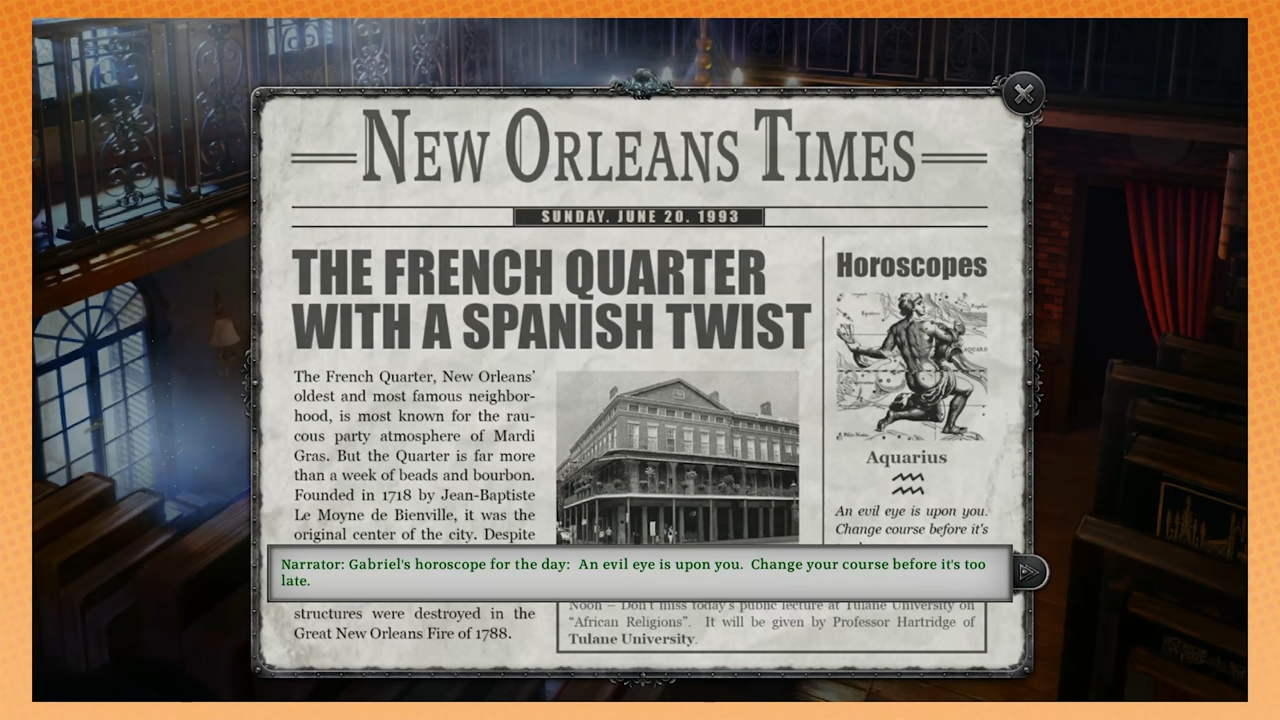 NEW ORLEANS TIMES
SUNDAY. JUNE 20. 1993
THE FRENCH QUARTER
WITH A SPANISH TWIST
The French Quarter, New Orleans'
oldest and most famous neighbor-
hood, is most known for the rau-
cous party atmosphere of Mardi
Gras. But the Quarter is far more
than a week of beads and bourbon.
Founded in 1718 by Jean-Baptiste
Le Moyne de Bienville, it was the
original center of the city. Despite
structures were destroyed in the
Great New Orleans Fire of 1788.
Horoscopes
AQUARII
Aquarius
An evil eye is upon you.
Change course before it's
Narrator: Gabriel's horoscope for the day:  An evil eye is upon you.  Change your course before it's too
late.
Noon – Don't miss today's public lecture at Tulane University on
"African Religions".  It will be given by Professor Hartridge of
Tulane University.